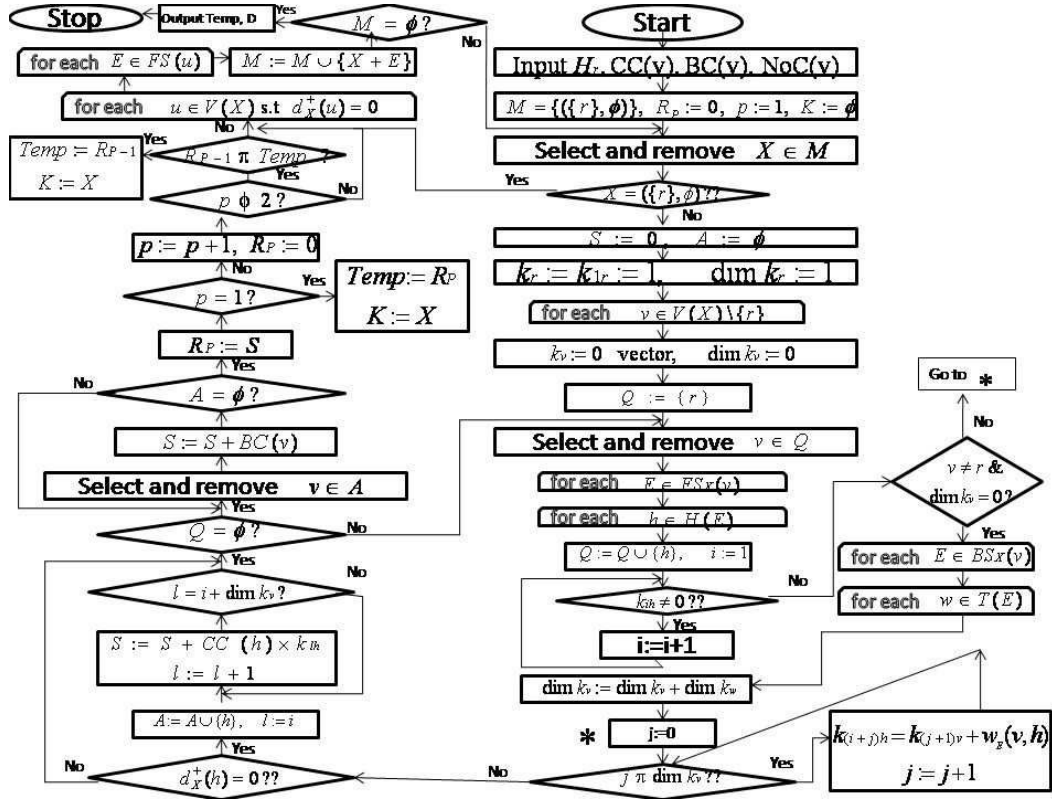 Start
Input H_r, CC(v), BC(v), NoC(v)
M = {({r}, ϕ)}, R_p := 0, p := 1, K := ϕ
Select and remove X ∈ M
X = ({r}, ϕ)??
Yes
No
S := 0, A := ϕ
k_r := k_{1r} := 1, dim k_r := 1
for each v ∈ V(X)\{r}
k_v := 0 vector, dim k_v := 0
Q := {r}
Select and remove v ∈ Q
for each E ∈ FSx(v)
for each h ∈ H(E)
Q := Q ∪ {h}, i := 1
k_{ih} ≠ 0??
No
Yes
i:=i+1
Go to *
No
v ≠ r &
dim k_v = 0?
Yes
for each E ∈ BSx(v)
for each w ∈ T(E)
dim k_v := dim k_v + dim k_w
* j:=0
j π dim k_v??
Yes
No
k_{(i+j)h} = k_{(j+1)v} + w_E(v, h)
j := j+1
d_X^+(h) = 0??
No
Yes
A := A ∪ {h}, l := i
S := S + CC (h) × k_{lh}
l := l + 1
l = i + dim k_v?
No
Yes
Q = ϕ?
No
Yes
Select and remove v ∈ A
S := S + BC(v)
A = ϕ?
No
Yes
R_P := S
p = 1?
Yes
No
Temp := R_P
K := X
p := p+1, R_P := 0
p ϕ 2?
No
Yes
R_{P-1} π Temp ?
Yes
No
Temp := R_{P-1}
K := X
for each u ∈ V(X) s.t d_X^+(u) = 0
for each E ∈ FS(u)
M := M ∪ {X + E}
M = ϕ?
No
Yes
Output Temp, D
Stop